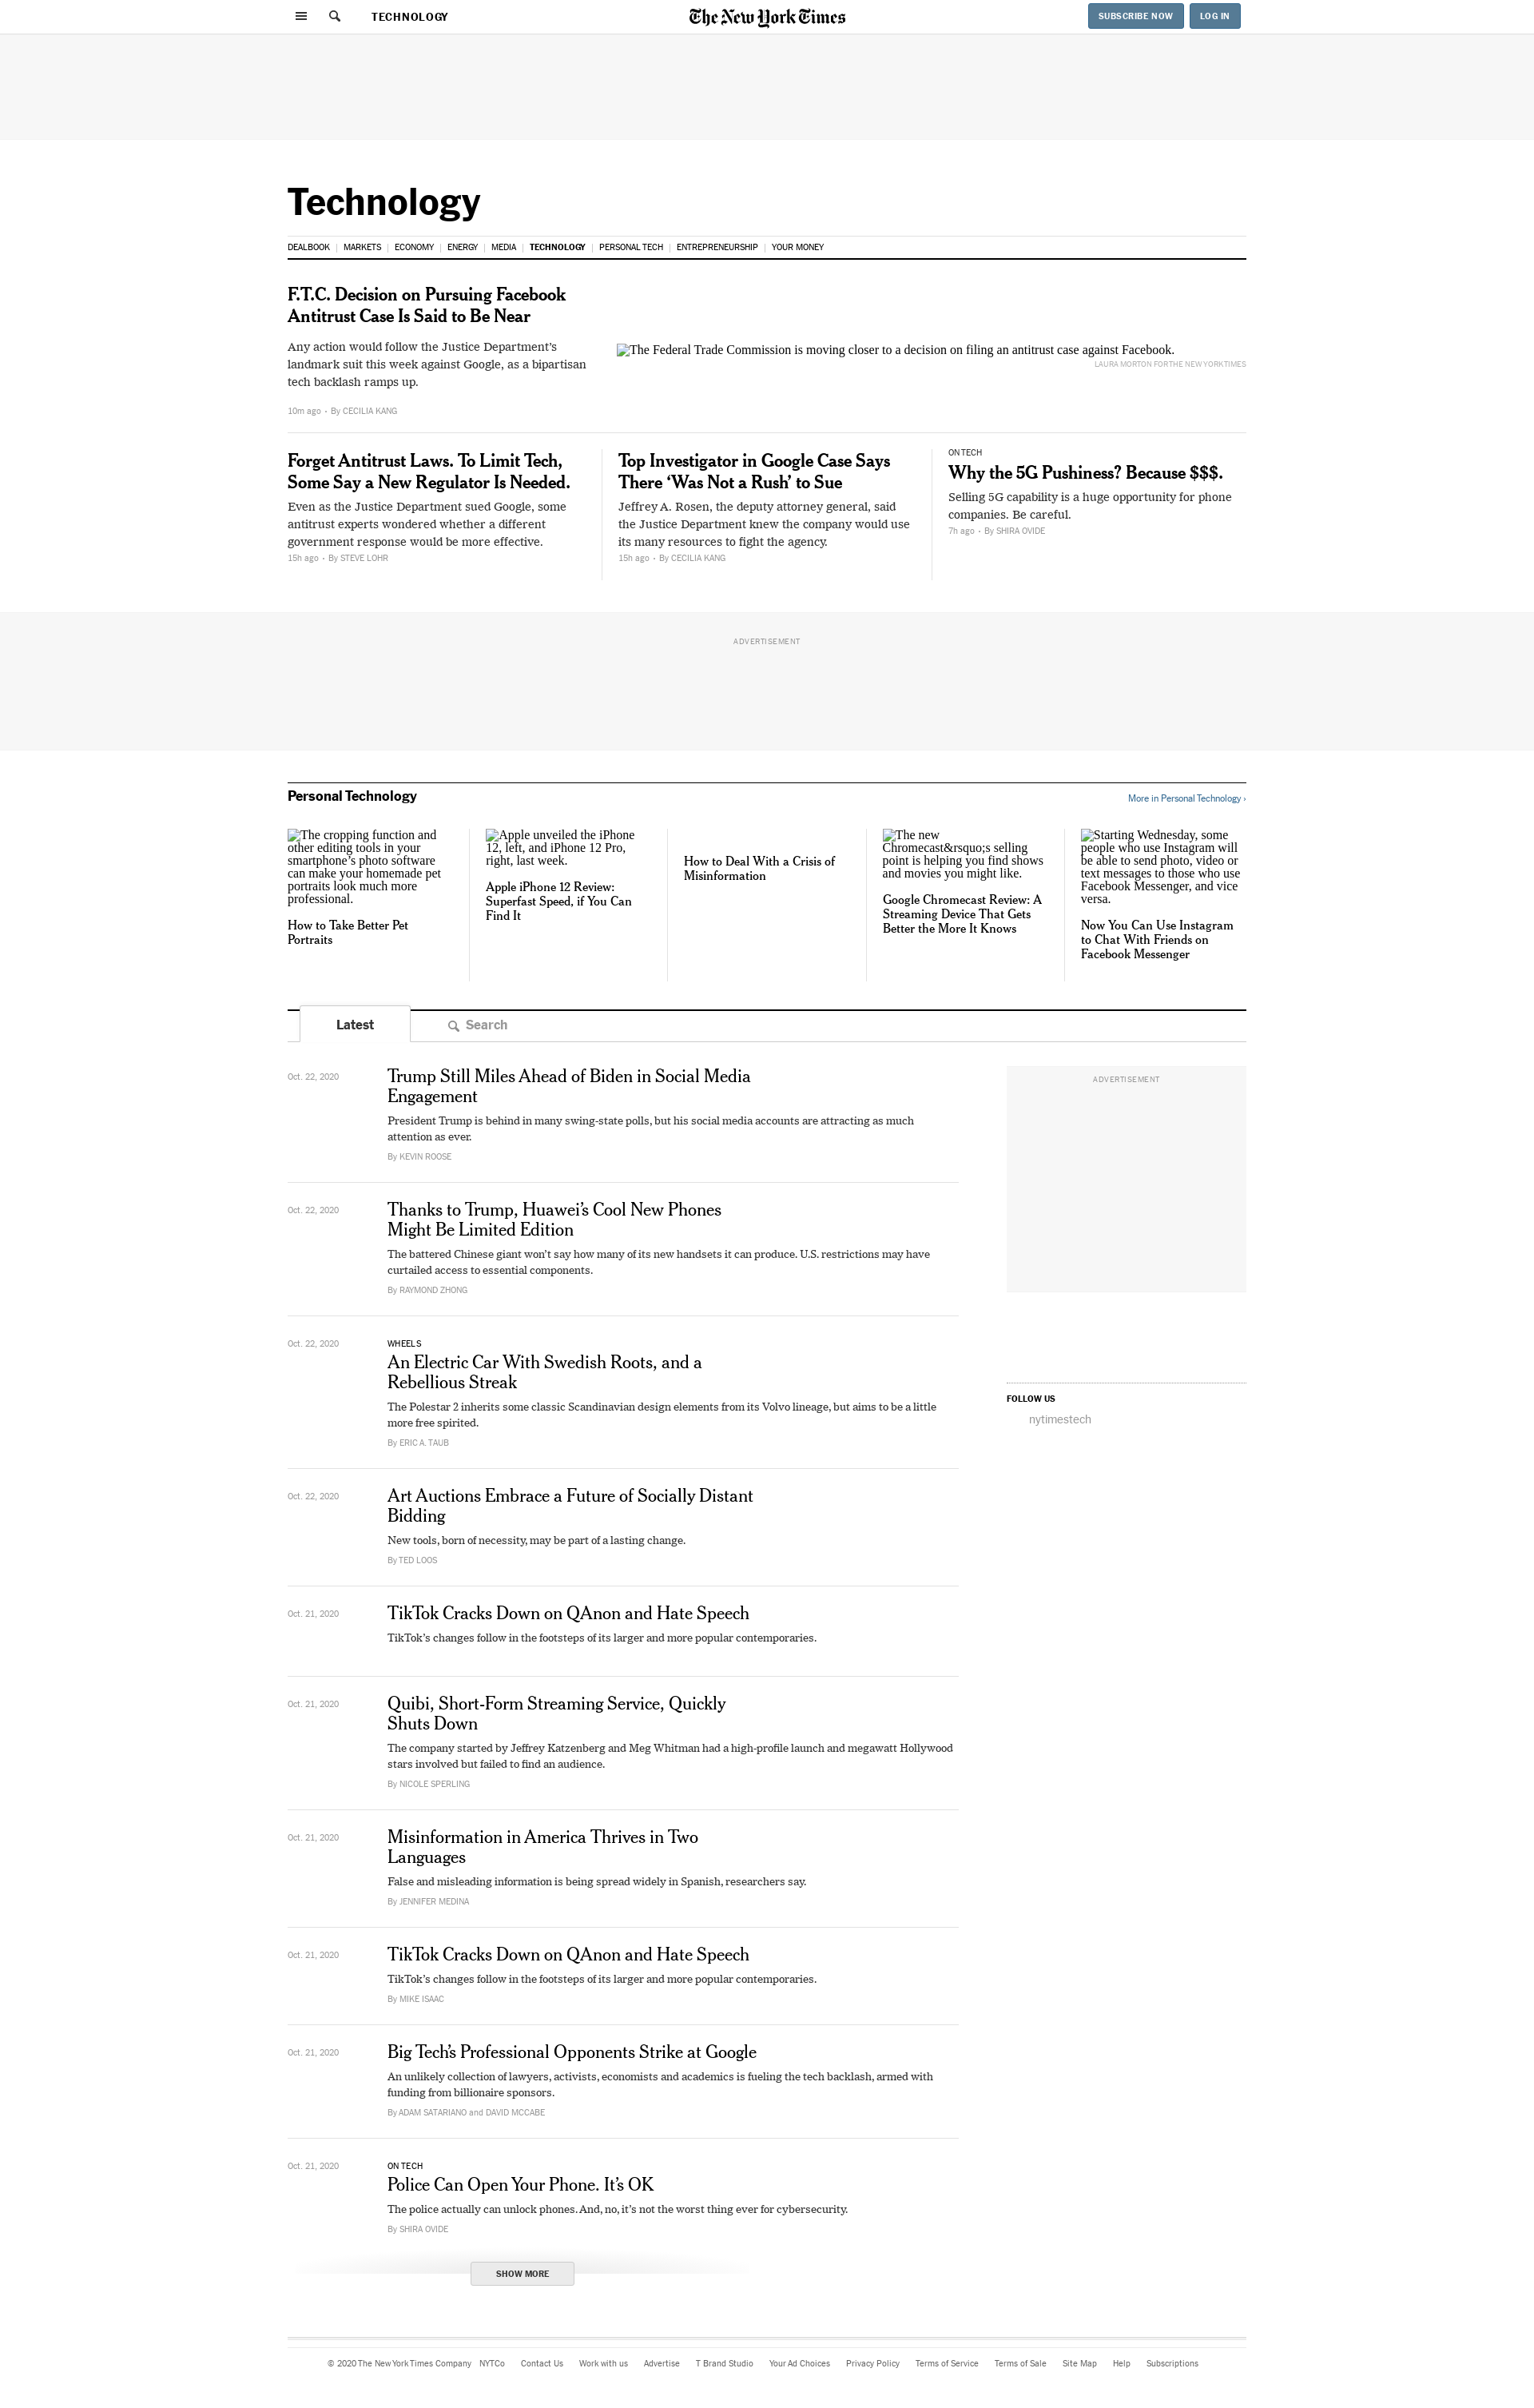 TECHNOLOGY
The New York Times
SUBSCRIBE NOW
LOG IN
Technology
DEALBOOK
MARKETS
ECONOMY
ENERGY
MEDIA
TECHNOLOGY
PERSONAL TECH
ENTREPRENEURSHIP
YOUR MONEY
F.T.C. Decision on Pursuing Facebook
Antitrust Case Is Said to Be Near
Any action would follow the Justice Department’s
landmark suit this week against Google, as a bipartisan
tech backlash ramps up.
10m ago • By CECILIA KANG
The Federal Trade Commission is moving closer to a decision on filing an antitrust case against Facebook.
LAURA MORTON FOR THE NEW YORK TIMES
Forget Antitrust Laws. To Limit Tech,
Some Say a New Regulator Is Needed.
Even as the Justice Department sued Google, some
antitrust experts wondered whether a different
government response would be more effective.
15h ago • By STEVE LOHR
Top Investigator in Google Case Says
There ‘Was Not a Rush’ to Sue
Jeffrey A. Rosen, the deputy attorney general, said
the Justice Department knew the company would use
its many resources to fight the agency.
15h ago • By CECILIA KANG
ON TECH
Why the 5G Pushiness? Because $$$.
Selling 5G capability is a huge opportunity for phone
companies. Be careful.
7h ago • By SHIRA OVIDE
ADVERTISEMENT
Personal Technology
More in Personal Technology ›
The cropping function and
other editing tools in your
smartphone’s photo software
can make your homemade pet
portraits look much more
professional.
How to Take Better Pet
Portraits
Apple unveiled the iPhone
12, left, and iPhone 12 Pro,
right, last week.
Apple iPhone 12 Review:
Superfast Speed, if You Can
Find It
How to Deal With a Crisis of
Misinformation
The new
Chromecast&rsquo;s selling
point is helping you find shows
and movies you might like.
Google Chromecast Review: A
Streaming Device That Gets
Better the More It Knows
Starting Wednesday, some
people who use Instagram will
be able to send photo, video or
text messages to those who use
Facebook Messenger, and vice
versa.
Now You Can Use Instagram
to Chat With Friends on
Facebook Messenger
Latest
Search
Oct. 22, 2020
Trump Still Miles Ahead of Biden in Social Media
Engagement
President Trump is behind in many swing-state polls, but his social media accounts are attracting as much
attention as ever.
By KEVIN ROOSE
ADVERTISEMENT
Oct. 22, 2020
Thanks to Trump, Huawei’s Cool New Phones
Might Be Limited Edition
The battered Chinese giant won’t say how many of its new handsets it can produce. U.S. restrictions may have
curtailed access to essential components.
By RAYMOND ZHONG
Oct. 22, 2020
WHEELS
An Electric Car With Swedish Roots, and a
Rebellious Streak
The Polestar 2 inherits some classic Scandinavian design elements from its Volvo lineage, but aims to be a little
more free spirited.
By ERIC A. TAUB
FOLLOW US
nytimestech
Oct. 22, 2020
Art Auctions Embrace a Future of Socially Distant
Bidding
New tools, born of necessity, may be part of a lasting change.
By TED LOOS
Oct. 21, 2020
TikTok Cracks Down on QAnon and Hate Speech
TikTok’s changes follow in the footsteps of its larger and more popular contemporaries.
Oct. 21, 2020
Quibi, Short-Form Streaming Service, Quickly
Shuts Down
The company started by Jeffrey Katzenberg and Meg Whitman had a high-profile launch and megawatt Hollywood
stars involved but failed to find an audience.
By NICOLE SPERLING
Oct. 21, 2020
Misinformation in America Thrives in Two
Languages
False and misleading information is being spread widely in Spanish, researchers say.
By JENNIFER MEDINA
Oct. 21, 2020
TikTok Cracks Down on QAnon and Hate Speech
TikTok’s changes follow in the footsteps of its larger and more popular contemporaries.
By MIKE ISAAC
Oct. 21, 2020
Big Tech’s Professional Opponents Strike at Google
An unlikely collection of lawyers, activists, economists and academics is fueling the tech backlash, armed with
funding from billionaire sponsors.
By ADAM SATARIANO and DAVID MCCABE
Oct. 21, 2020
ON TECH
Police Can Open Your Phone. It’s OK
The police actually can unlock phones. And, no, it’s not the worst thing ever for cybersecurity.
By SHIRA OVIDE
SHOW MORE
© 2020 The New York Times Company
NYTCo
Contact Us
Work with us
Advertise
T Brand Studio
Your Ad Choices
Privacy Policy
Terms of Service
Terms of Sale
Site Map
Help
Subscriptions